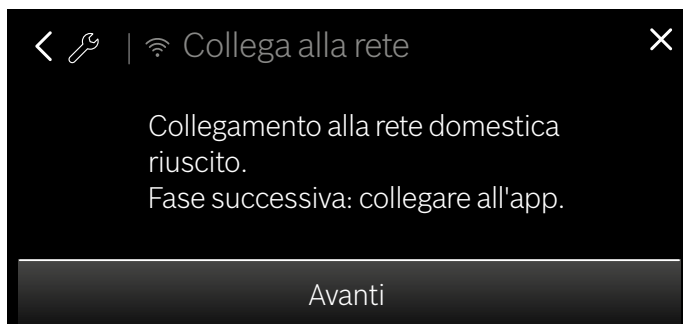 Collega alla rete
Collegamento alla rete domestica
riuscito.
Fase successiva: collegare all'app.
Avanti